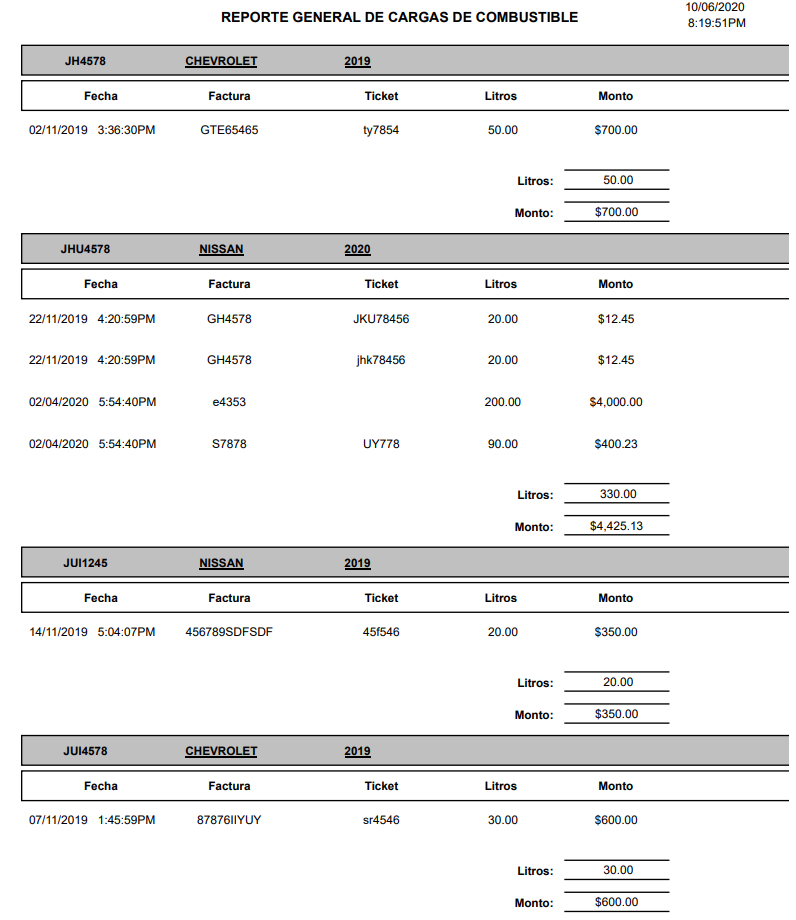 REPORTE GENERAL DE CARGAS DE COMBUSTIBLE
10/06/2020
8:19:51PM
JH4578 CHEVROLET 2019
Fecha Factura Ticket Litros Monto
02/11/2019 3:36:30PM GTE65465 ty7854 50.00 $700.00
Litros: 50.00
Monto: $700.00
JHU4578 NISSAN 2020
Fecha Factura Ticket Litros Monto
22/11/2019 4:20:59PM GH4578 JKU78456 20.00 $12.45
22/11/2019 4:20:59PM GH4578 jhk78456 20.00 $12.45
02/04/2020 5:54:40PM e4353 200.00 $4,000.00
02/04/2020 5:54:40PM S7878 UY778 90.00 $400.23
Litros: 330.00
Monto: $4,425.13
JUI1245 NISSAN 2019
Fecha Factura Ticket Litros Monto
14/11/2019 5:04:07PM 456789SDFSDF 45f546 20.00 $350.00
Litros: 20.00
Monto: $350.00
JUI4578 CHEVROLET 2019
Fecha Factura Ticket Litros Monto
07/11/2019 1:45:59PM 87876IIYUY sr4546 30.00 $600.00
Litros: 30.00
Monto: $600.00